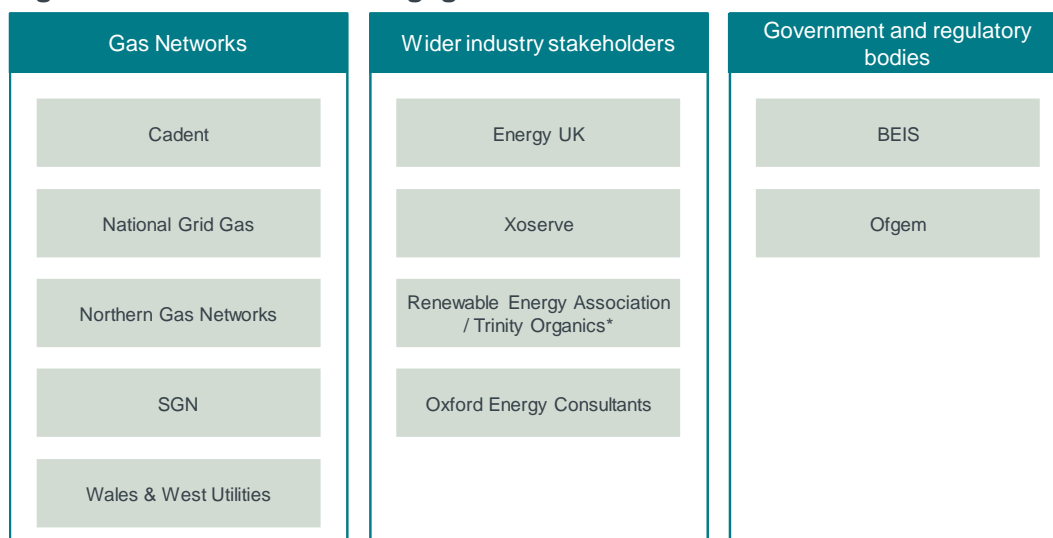 Gas Networks
Cadent
National Grid Gas
Northern Gas Networks
SGN
Wales & West Utilities
Wider industry stakeholders
Energy UK
Xoserve
Renewable Energy Association
/ Trinity Organics*
Oxford Energy Consultants
Government and regulatory
bodies
BEIS
Ofgem